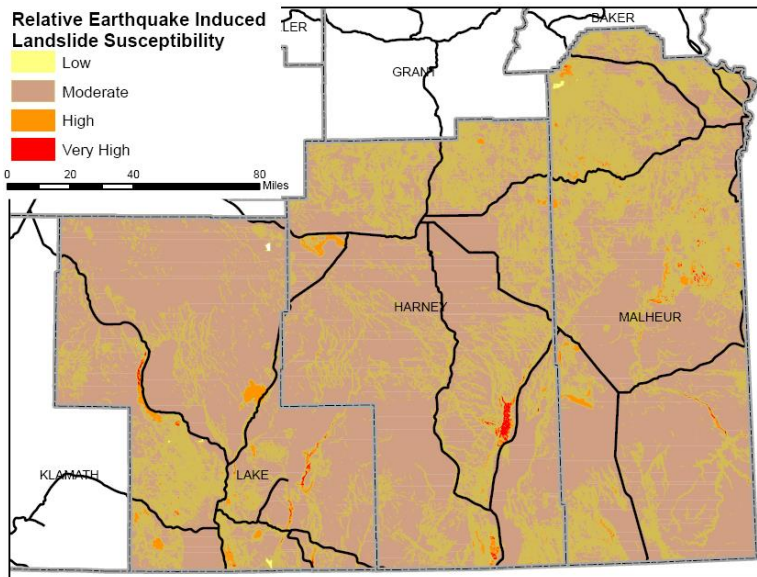 Relative Earthquake Induced
Landslide Susceptibility
Low
Moderate
High
Very High
0 20 40 80
Miles
LER
BAKER
GRANT
HARNEY
MALHEUR
KLAMATH
LAKE